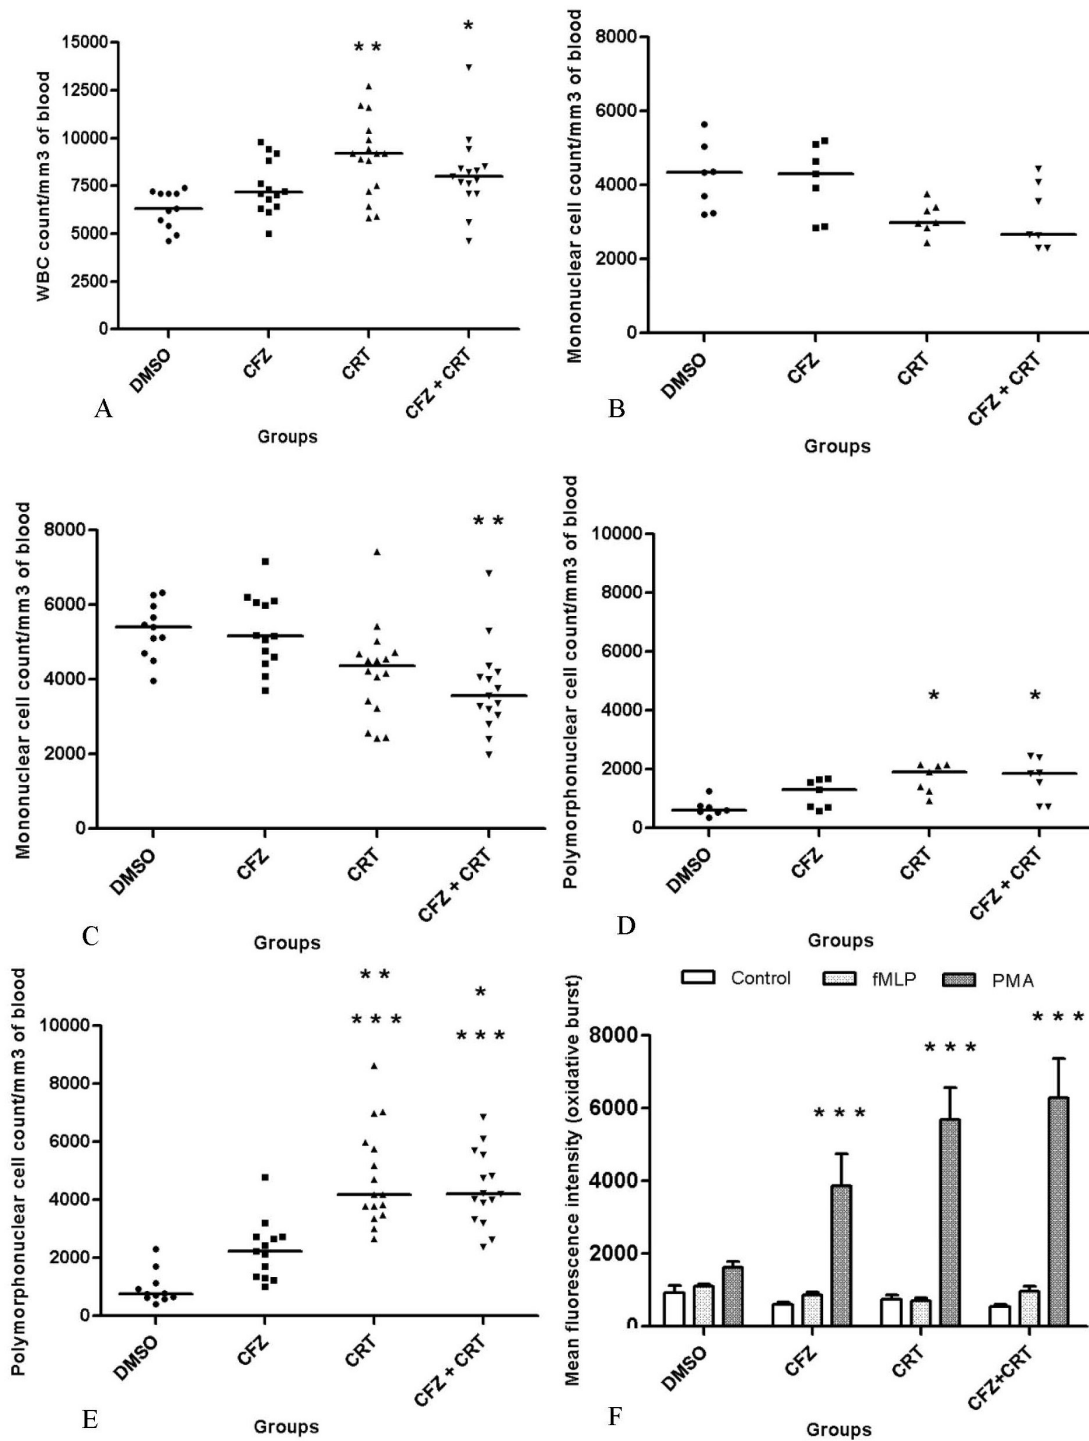 WBC count/mm3 of blood
15000
12500
10000
7500
5000
2500
0
* *
*
DMSO
CFZ
CRT
CFZ + CRT
Groups
A
Mononuclear cell count/mm3 of blood
8000
6000
4000
2000
0
DMSO
CFZ
CRT
CFZ + CRT
Groups
B
Mononuclear cell count/mm3 of blood
8000
6000
4000
2000
0
* *
DMSO
CFZ
CRT
CFZ + CRT
Groups
C
Polymorphonuclear cell count/mm3 of blood
10000
8000
6000
4000
2000
0
*
*
DMSO
CFZ
CRT
CFZ + CRT
Groups
D
Polymorphonuclear cell count/mm3 of blood
10000
8000
6000
4000
2000
0
* *
* * *
*
* * *
DMSO
CFZ
CRT
CFZ + CRT
Groups
E
Control
fMLP
PMA
Mean fluorescence intensity (oxidative burst)
8000
6000
4000
2000
0
* * *
* * *
* * *
DMSO
CFZ
CRT
CFZ+CRT
Groups
F